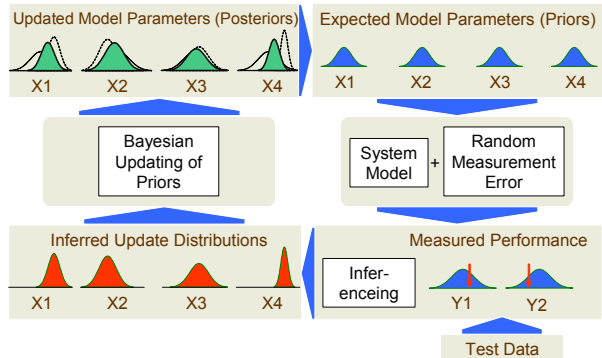 Updated Model Parameters (Posteriors)
X1 X2 X3 X4
Expected Model Parameters (Priors)
X1 X2 X3 X4
Bayesian
Updating of
Priors
System
Model
+
Random
Measurement
Error
Inferred Update Distributions
X1 X2 X3 X4
Measured Performance
Infer-
enceing
Y1 Y2
Test Data